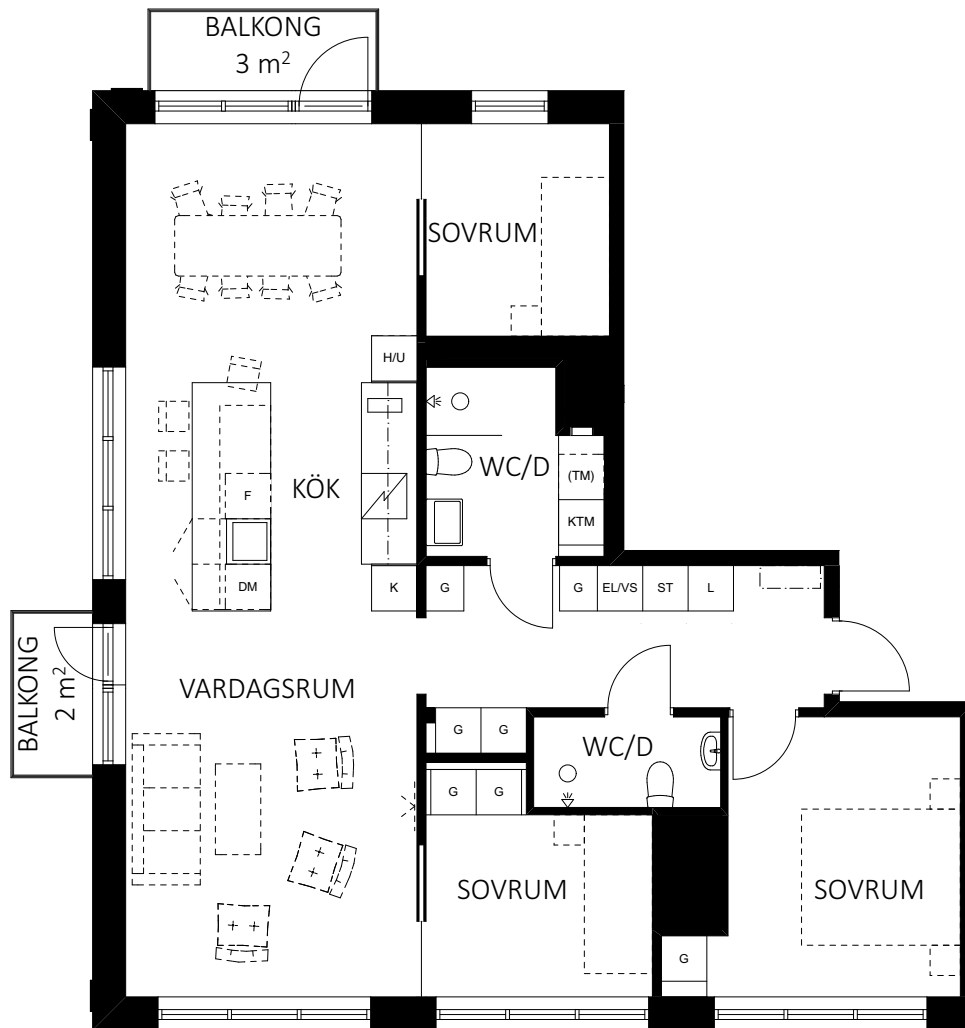 BALKONG
3 m²
SOVRUM
H/U
WC/D
KÖK
F
(TM)
KTM
DM
K
G
G
EL/VS
ST
L
BALKONG
2 m²
VARDAGSRUM
G
G
WC/D
G
G
SOVRUM
SOVRUM
G